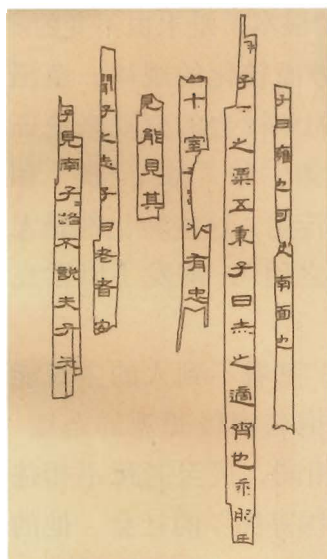 子曰雍也可使南面也
子之粟五秉子曰赤之適齊也乘肥
十室有忠
見能見其
聞子之志子曰老者安
子見南子路不說夫子矢